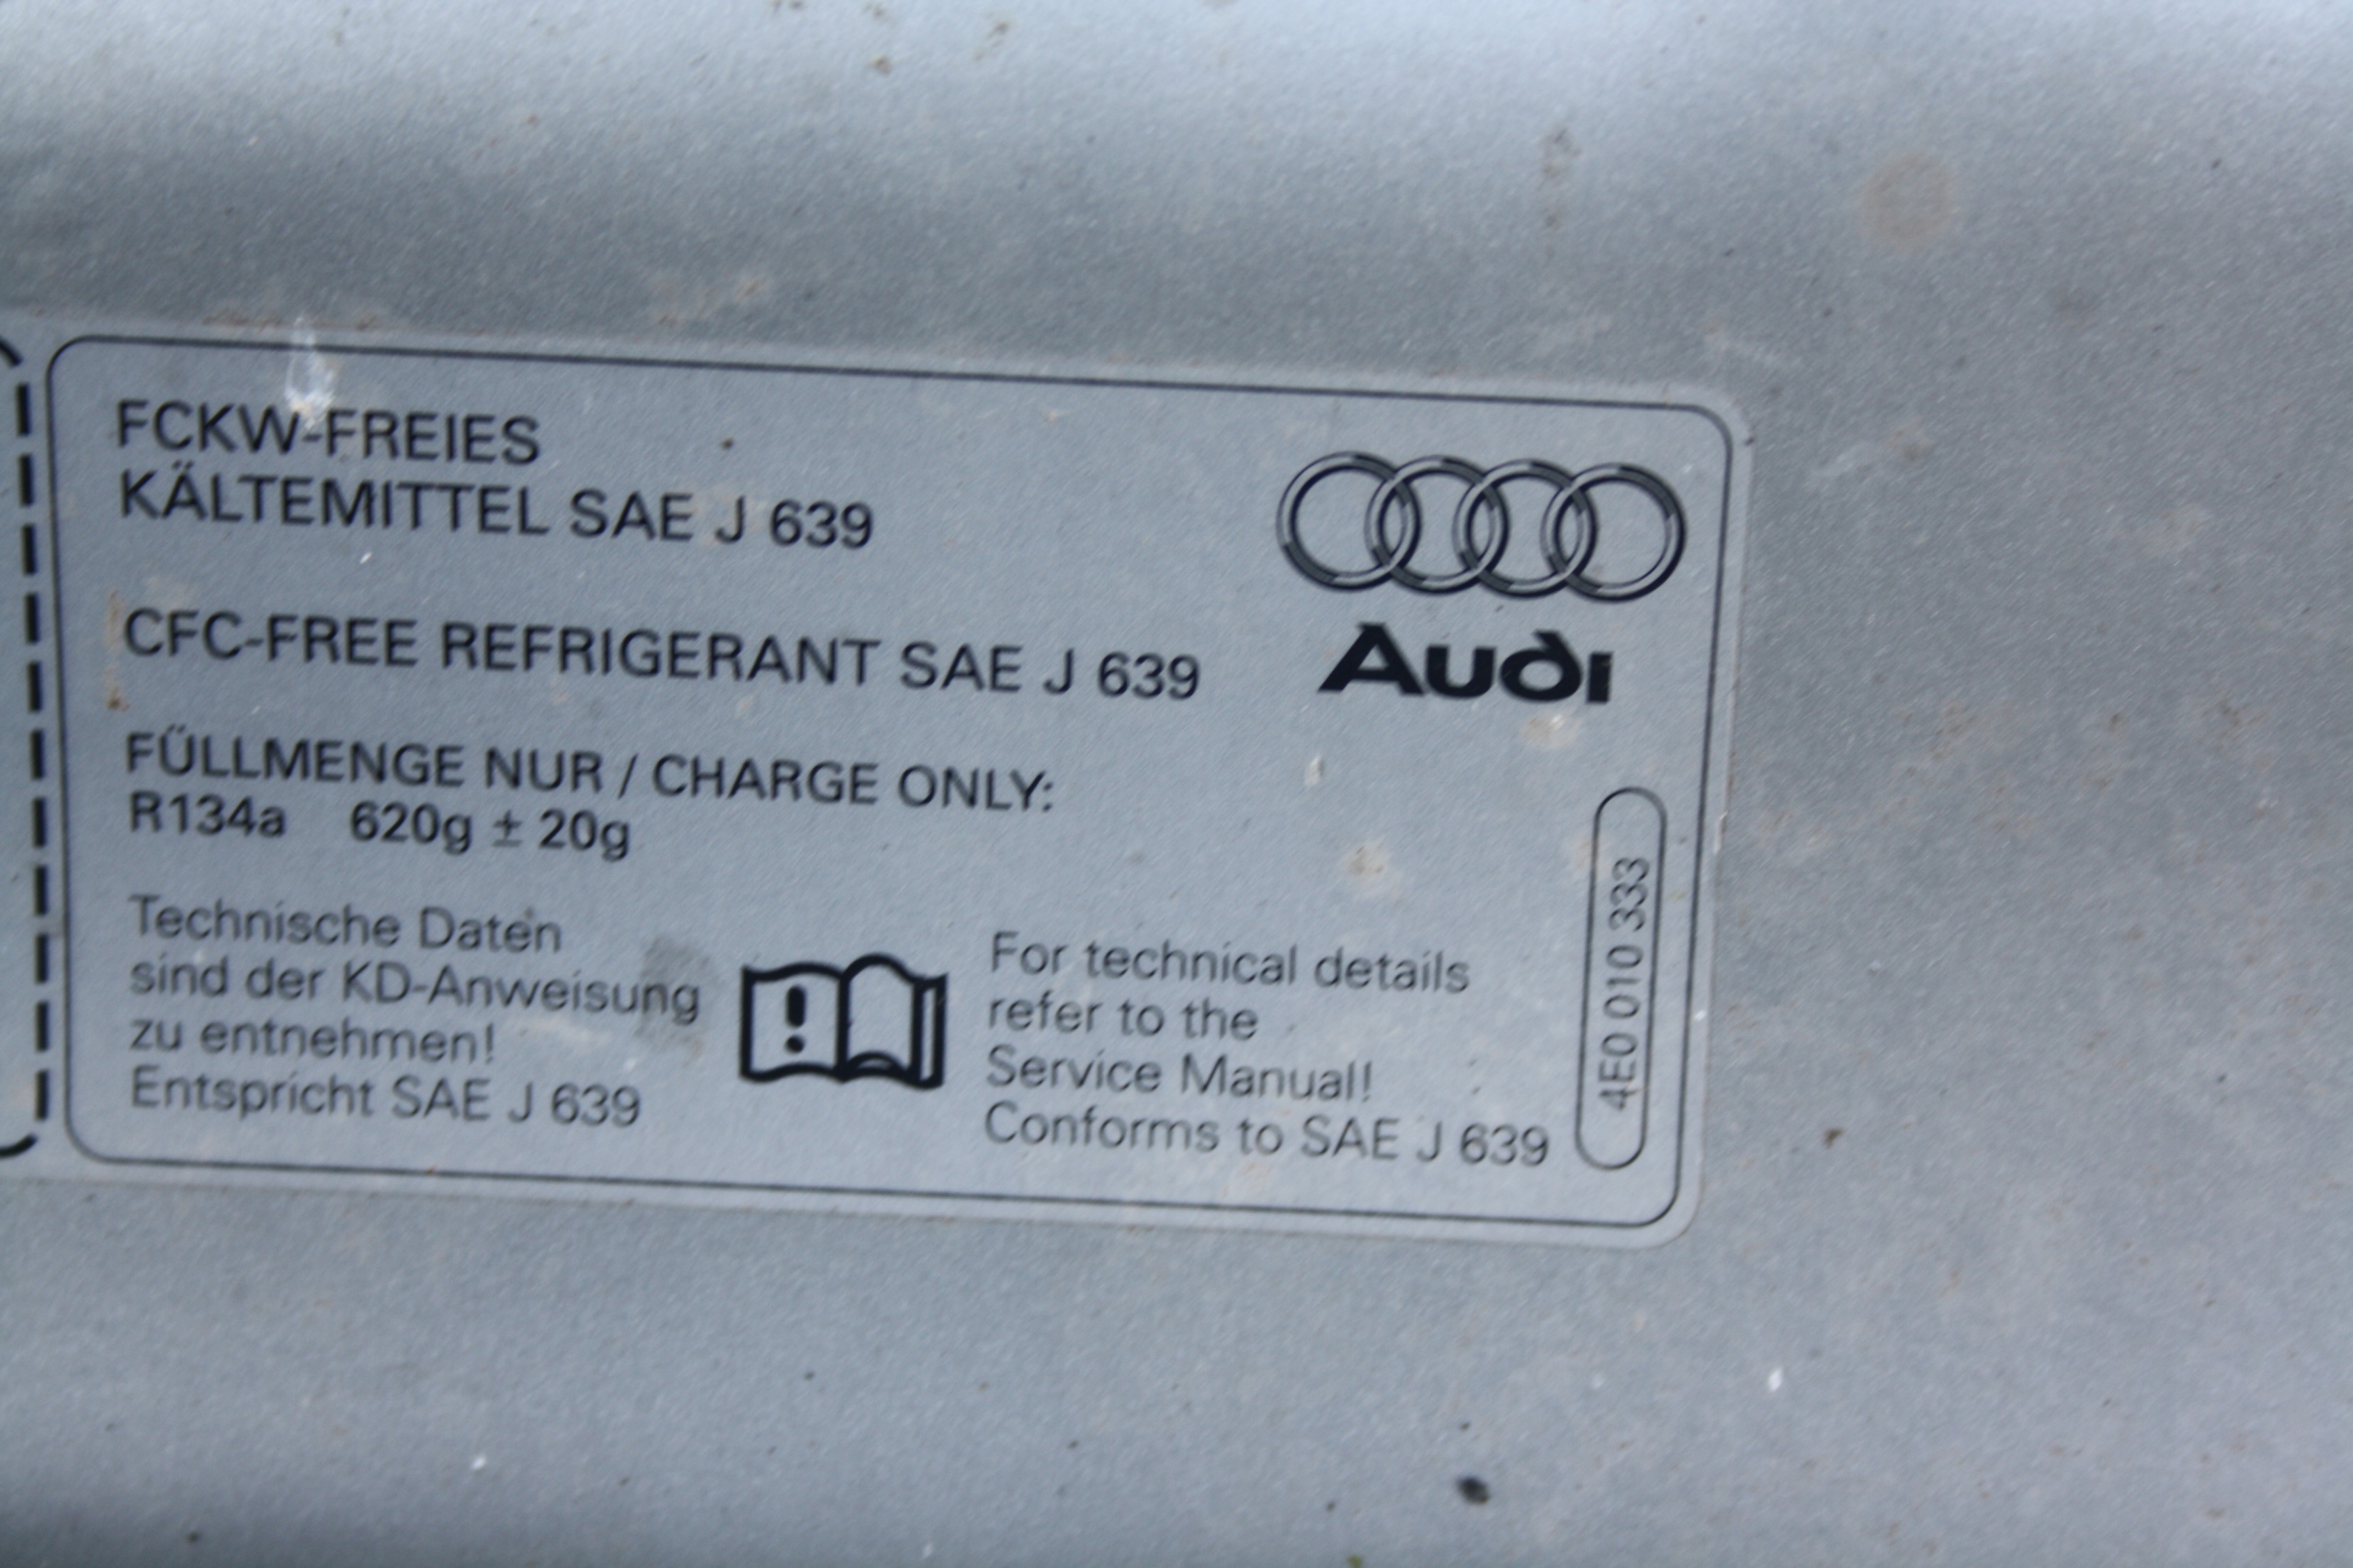 FCKW-FREIES
KÄLTEMITTEL SAE J 639
CFC-FREE REFRIGERANT SAE J 639
Audi
FÜLLMENGE NUR / CHARGE ONLY:
R134a 620g ± 20g
Technische Daten
sind der KD-Anweisung
zu entnehmen!
Entspricht SAE J 639
For technical details
refer to the
Service Manual!
Conforms to SAE J 639
4E0 010 333